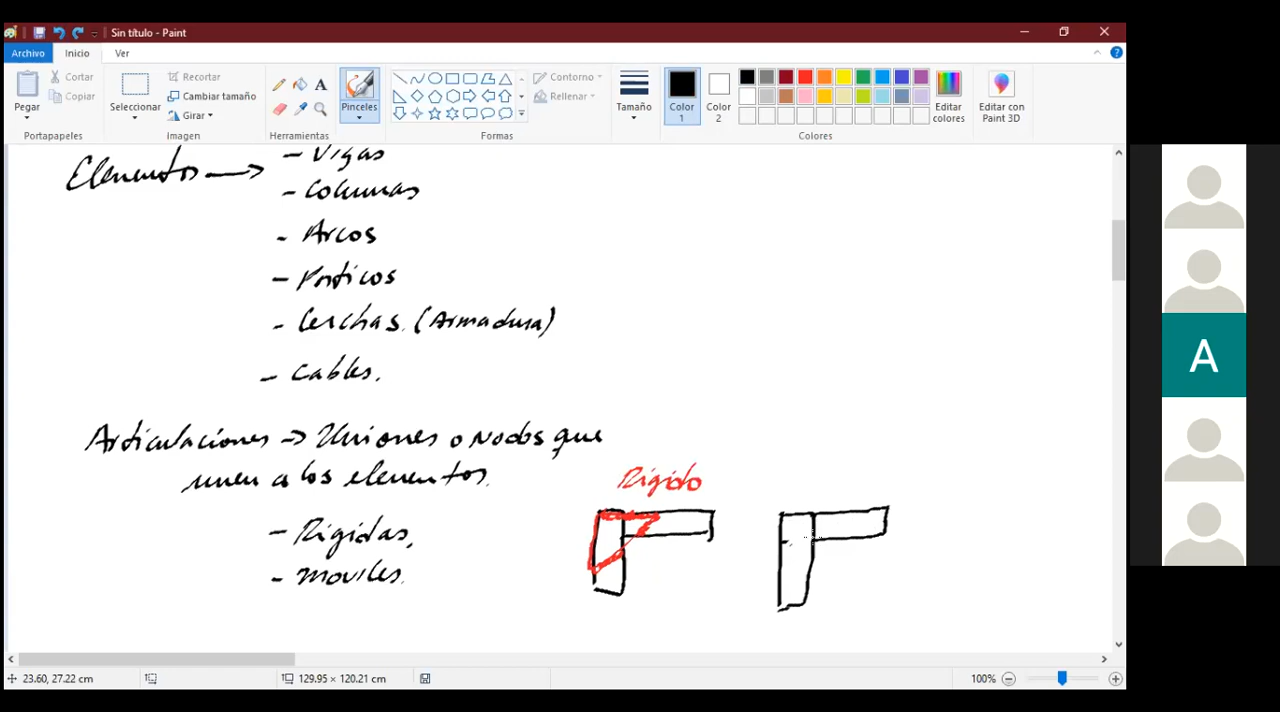 Sin título - Paint
Archivo Inicio Ver
Pegar
Cortar
Copiar
Portapapeles
Seleccionar
Recortar
Cambiar tamaño
Girar
Imagen
A
Herramientas
Pinceles
Contorno
Rellenar
Formas
Tamaño
Color 1
Color 2
Editar colores
Colores
Editar con Paint 3D
- Vigas
Elementos →
- Columnas
- Arcos
- Porticos
- Cerchas. (Armadura)
- Cables.
Articulaciones → Uniones o nodos que
unen a los elementos.
Rigido
- Rigidas,
- moviles.
A
23.60, 27.22 cm
129.95 × 120.21 cm
100%